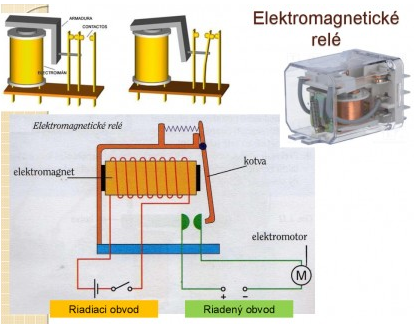 Elektromagnetické
relé
ARMADURA
CONTACTOS
ELECTROIMÁN
Elektromagnetické relé
elektromagnet
kotva
elektromotor
M
+ -
Riadiaci obvod
Riadený obvod